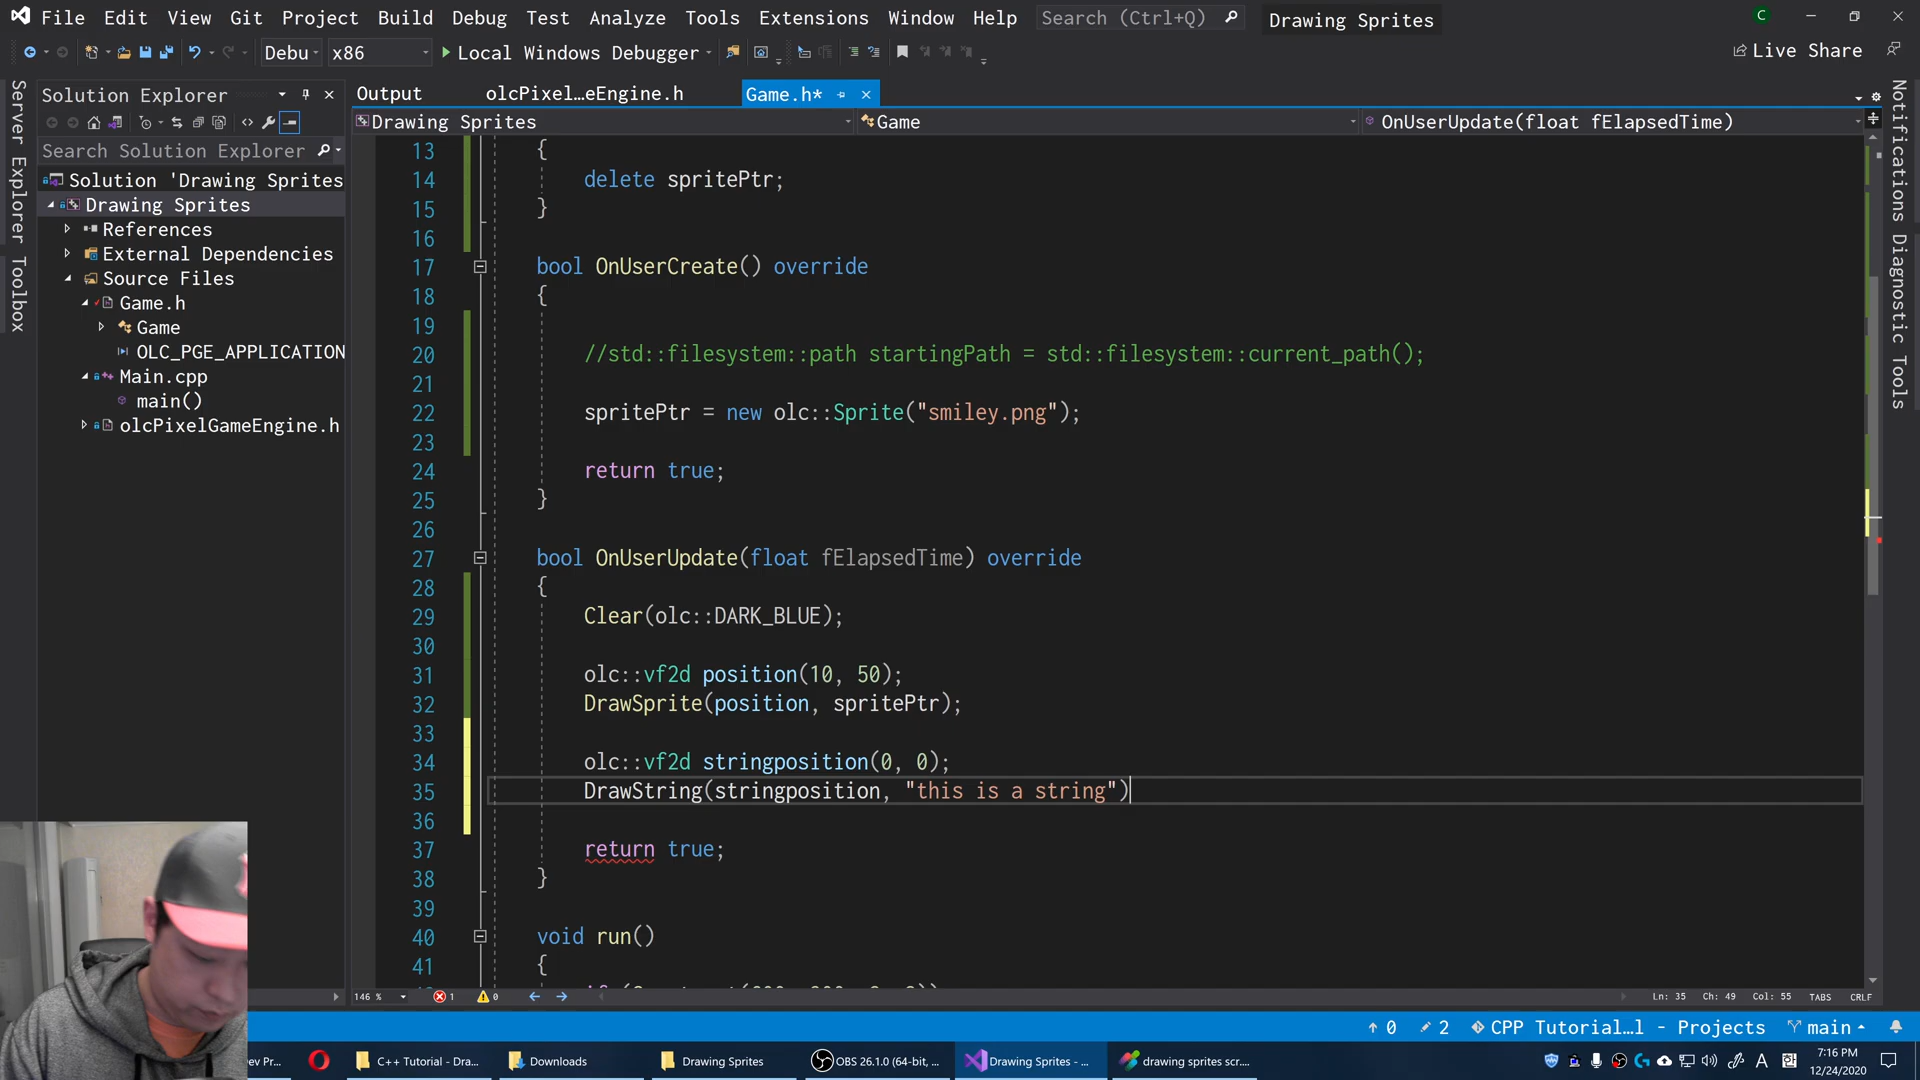 File Edit View Git Project Build Debug Test Analyze Tools Extensions Window Help Search (Ctrl+Q) Drawing Sprites C
Debu x86 Local Windows Debugger Live Share
Server Explorer Toolbox
Solution Explorer
Search Solution Explorer
Solution 'Drawing Sprites
Drawing Sprites
References
External Dependencies
Source Files
Game.h
Game
OLC_PGE_APPLICATION
Main.cpp
main()
olcPixelGameEngine.h
Output olcPixel…eEngine.h Game.h*
Drawing Sprites Game OnUserUpdate(float fElapsedTime)
13 {
14 delete spritePtr;
15 }
16
17 bool OnUserCreate() override
18 {
19
20 //std::filesystem::path startingPath = std::filesystem::current_path();
21
22 spritePtr = new olc::Sprite("smiley.png");
23
24 return true;
25 }
26
27 bool OnUserUpdate(float fElapsedTime) override
28 {
29 Clear(olc::DARK_BLUE);
30
31 olc::vf2d position(10, 50);
32 DrawSprite(position, spritePtr);
33
34 olc::vf2d stringposition(0, 0);
35 DrawString(stringposition, "this is a string")
36
37 return true;
38 }
39
40 void run()
41 {
Notifications Diagnostic Tools
146 % 1 0 Ln: 35 Ch: 49 Col: 55 TABS CRLF
0 2 CPP Tutorial…l - Projects main
ev Pr... C++ Tutorial - Dra... Downloads Drawing Sprites OBS 26.1.0 (64-bit, ... Drawing Sprites - ... drawing sprites scr... A 한 7:16 PM
12/24/2020